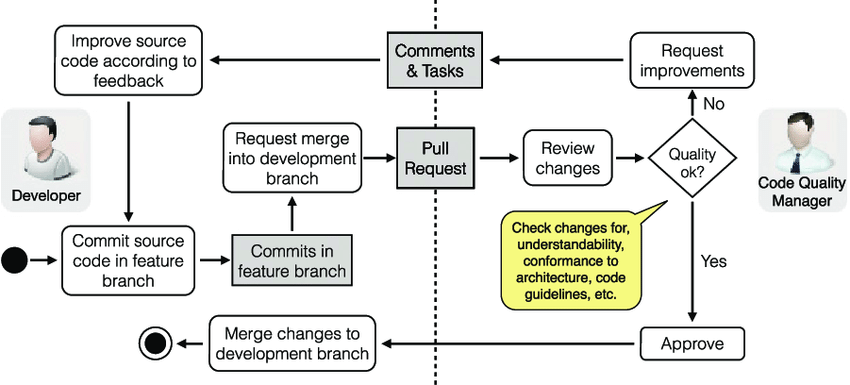 Improve source
code according to
feedback
Comments
& Tasks
Request
improvements
No
Developer
Request merge
into development
branch
Pull
Request
Review
changes
Quality
ok?
Code Quality
Manager
Commit source
code in feature
branch
Commits in
feature branch
Check changes for,
understandability,
conformance to
architecture, code
guidelines, etc.
Yes
Merge changes to
development branch
Approve